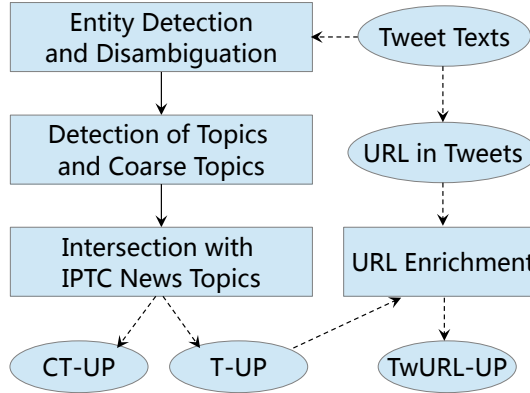 Entity Detection
and Disambiguation
Tweet Texts
Detection of Topics
and Coarse Topics
URL in Tweets
Intersection with
IPTC News Topics
URL Enrichment
CT-UP
T-UP
TwURL-UP